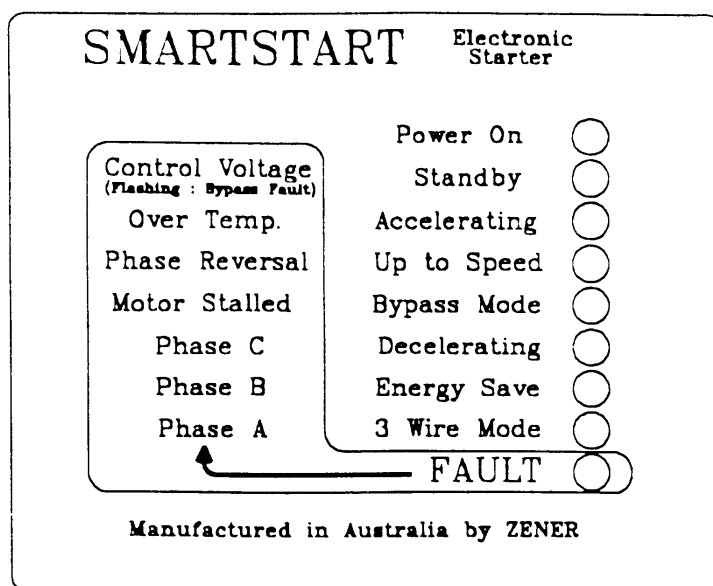 SMARTSTART Electronic
Starter
Control Voltage
(Flashing : Bypass Fault)
Over Temp.
Phase Reversal
Motor Stalled
Phase C
Phase B
Phase A
Power On
Standby
Accelerating
Up to Speed
Bypass Mode
Decelerating
Energy Save
3 Wire Mode
FAULT
Manufactured in Australia by ZENER